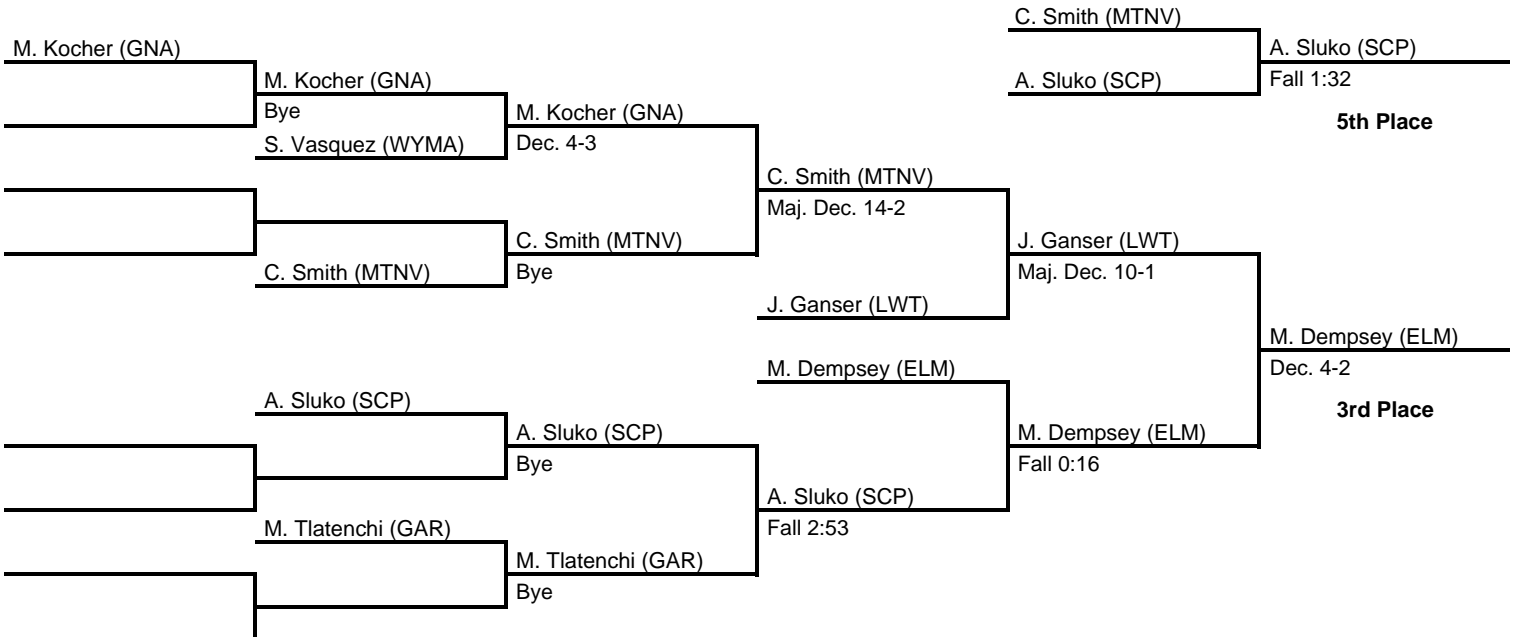 C. Smith (MTNV)
M. Kocher (GNA)
A. Sluko (SCP)
M. Kocher (GNA)
A. Sluko (SCP)
Fall 1:32
Bye
M. Kocher (GNA)
5th Place
S. Vasquez (WYMA)
Dec. 4-3
C. Smith (MTNV)
Maj. Dec. 14-2
C. Smith (MTNV)
J. Ganser (LWT)
C. Smith (MTNV)
Bye
Maj. Dec. 10-1
J. Ganser (LWT)
M. Dempsey (ELM)
M. Dempsey (ELM)
Dec. 4-2
A. Sluko (SCP)
3rd Place
A. Sluko (SCP)
M. Dempsey (ELM)
Bye
Fall 0:16
A. Sluko (SCP)
M. Tlatenchi (GAR)
Fall 2:53
M. Tlatenchi (GAR)
Bye